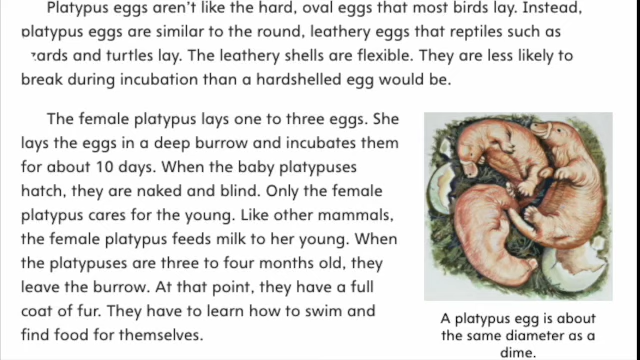 Platypus eggs aren't like the hard, oval eggs that most birds lay. Instead,
platypus eggs are similar to the round, leathery eggs that reptiles such as
zards and turtles lay. The leathery shells are flexible. They are less likely to
break during incubation than a hardshelled egg would be.
The female platypus lays one to three eggs. She
lays the eggs in a deep burrow and incubates them
for about 10 days. When the baby platypuses
hatch, they are naked and blind. Only the female
platypus cares for the young. Like other mammals,
the female platypus feeds milk to her young. When
the platypuses are three to four months old, they
leave the burrow. At that point, they have a full
coat of fur. They have to learn how to swim and
find food for themselves.
A platypus egg is about
the same diameter as a
dime.